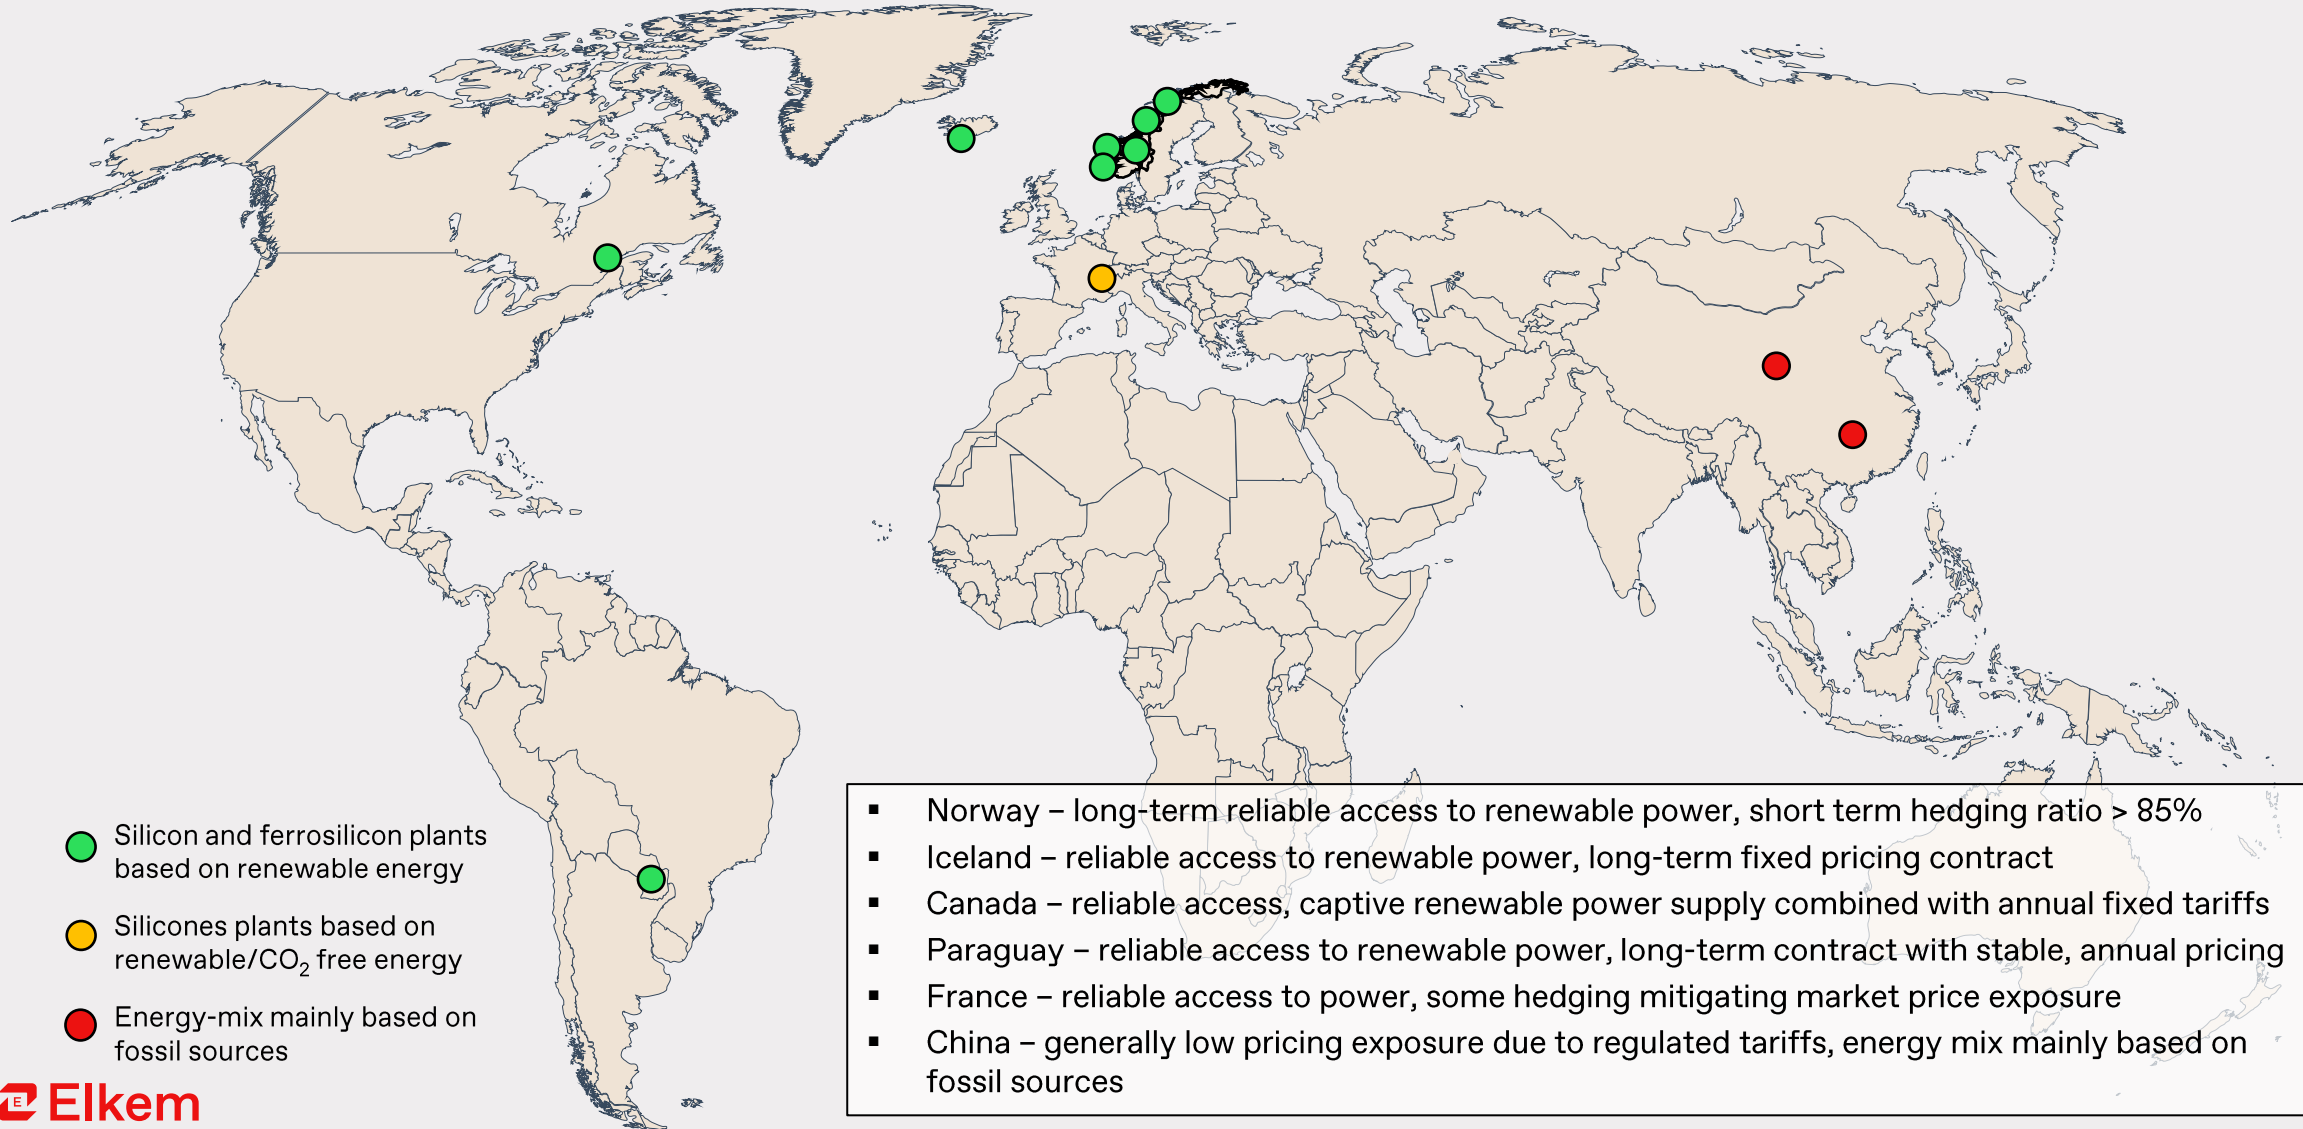 Silicon and ferrosilicon plants
based on renewable energy
Silicones plants based on
renewable/CO₂ free energy
Energy-mix mainly based on
fossil sources
E Elkem
▪ Norway – long-term reliable access to renewable power, short term hedging ratio > 85%
▪ Iceland – reliable access to renewable power, long-term fixed pricing contract
▪ Canada – reliable access, captive renewable power supply combined with annual fixed tariffs
▪ Paraguay – reliable access to renewable power, long-term contract with stable, annual pricing
▪ France – reliable access to power, some hedging mitigating market price exposure
▪ China – generally low pricing exposure due to regulated tariffs, energy mix mainly based on
fossil sources